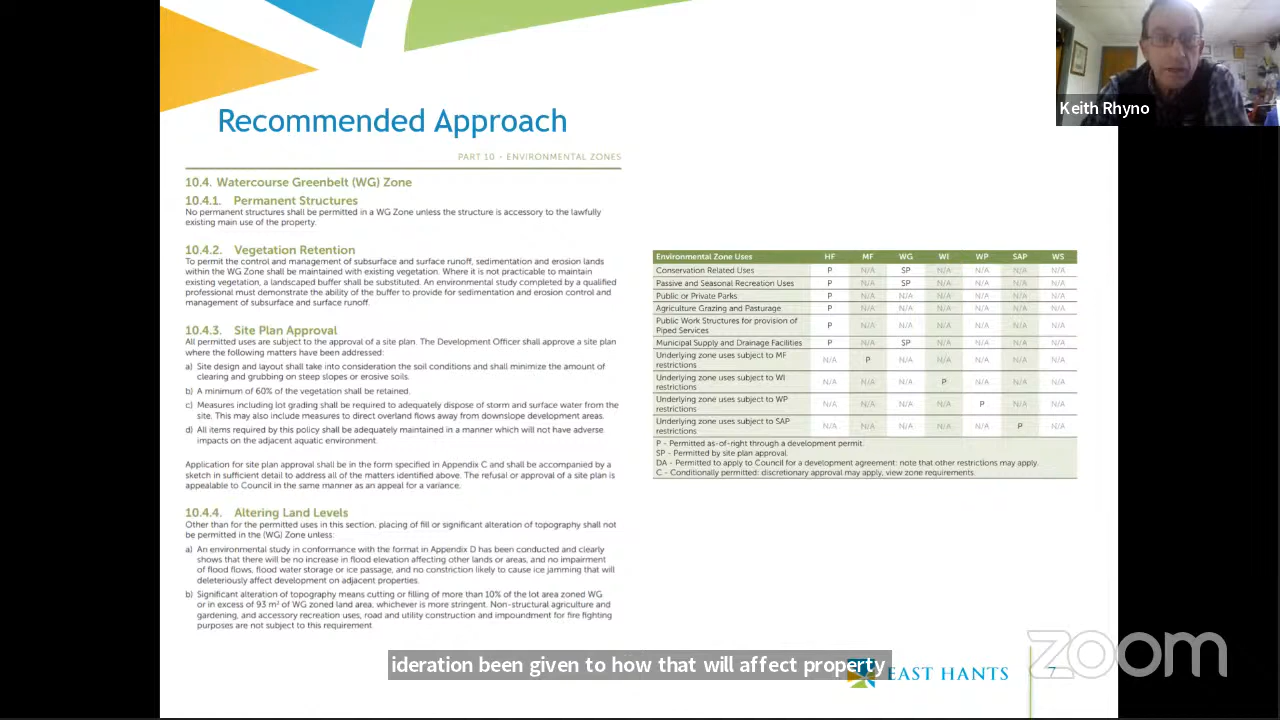 Keith Rhyno
Recommended Approach
PART 10 - ENVIRONMENTAL ZONES
10.4. Watercourse Greenbelt (WG) Zone
10.4.1. Permanent Structures
No permanent structures shall be permitted in a WG Zone unless the structure is accessory to the lawfully
existing main use of the property.
10.4.2. Vegetation Retention
To permit the control and management of subsurface and surface runoff, sedimentation and erosion lands
within the WG Zone shall be maintained with existing vegetation. Where it is not practicable to maintain
existing vegetation, a landscaped buffer shall be substituted. An environmental study completed by a qualified
professional must demonstrate the ability of the buffer to provide for sedimentation and erosion control and
management of subsurface and surface runoff.
10.4.3. Site Plan Approval
All permitted uses are subject to the approval of a site plan. The Development Officer shall approve a site plan
where the following matters have been addressed:
a) Site design and layout shall take into consideration the soil conditions and shall minimize the amount of
clearing and grubbing on steep slopes or erosive soils.
b) A minimum of 60% of the vegetation shall be retained.
c) Measures including lot grading shall be required to adequately dispose of storm and surface water from the
site. This may also include measures to direct overland flows away from downslope development areas.
d) All items required by this policy shall be adequately maintained in a manner which will not have adverse
impacts on the adjacent aquatic environment.
Application for site plan approval shall be in the form specified in Appendix C and shall be accompanied by a
sketch in sufficient detail to address all of the matters identified above. The refusal or approval of a site plan is
appealable to Council in the same manner as an appeal for a variance.
10.4.4. Altering Land Levels
Other than for the permitted uses in this section, placing of fill or significant alteration of topography shall not
be permitted in the (WG) Zone unless:
a) An environmental study in conformance with the format in Appendix D has been conducted and clearly
shows that there will be no increase in flood elevation affecting other lands or areas, and no impairment
of flood flows, flood water storage or ice passage, and no constriction likely to cause ice jamming that will
deleteriously affect development on adjacent properties.
b) Significant alteration of topography means cutting or filling of more than 10% of the lot area zoned WG
or in excess of 93 m² of WG zoned land area, whichever is more stringent. Non-structural agriculture and
gardening, and accessory recreation uses, road and utility construction and impoundment for fire fighting
purposes are not subject to this requirement.
Environmental Zone Uses HF MF WG WI WP SAP WS
Conservation Related Uses P N/A SP N/A N/A N/A N/A
Passive and Seasonal Recreation Uses P N/A SP N/A N/A N/A N/A
Public or Private Parks P N/A N/A N/A N/A N/A N/A
Agriculture Grazing and Pasturage P N/A N/A N/A N/A N/A N/A
Public Work Structures for provision of
Piped Services P N/A N/A N/A N/A N/A N/A
Municipal Supply and Drainage Facilities P N/A SP N/A N/A N/A N/A
Underlying zone uses subject to MF
restrictions N/A P N/A N/A N/A N/A N/A
Underlying zone uses subject to WI
restrictions N/A N/A N/A P N/A N/A N/A
Underlying zone uses subject to WP
restrictions N/A N/A N/A N/A P N/A N/A
Underlying zone uses subject to SAP
restrictions N/A N/A N/A N/A N/A P N/A
P - Permitted as-of-right through a development permit.
SP - Permitted by site plan approval.
DA - Permitted to apply to Council for a development agreement: note that other restrictions may apply.
C - Conditionally permitted: discretionary approval may apply, view zone requirements.
ideration been given to how that will affect property
EAST HANTS
7
zoom